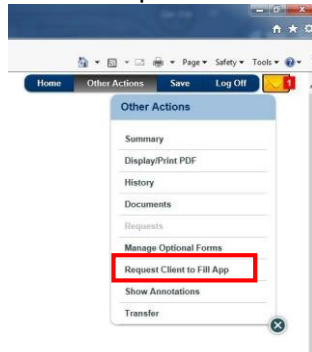 Page Safety Tools
Home Other Actions Save Log Off 1
Other Actions
Summary
Display/Print PDF
History
Documents
Requests
Manage Optional Forms
Request Client to Fill App
Show Annotations
Transfer